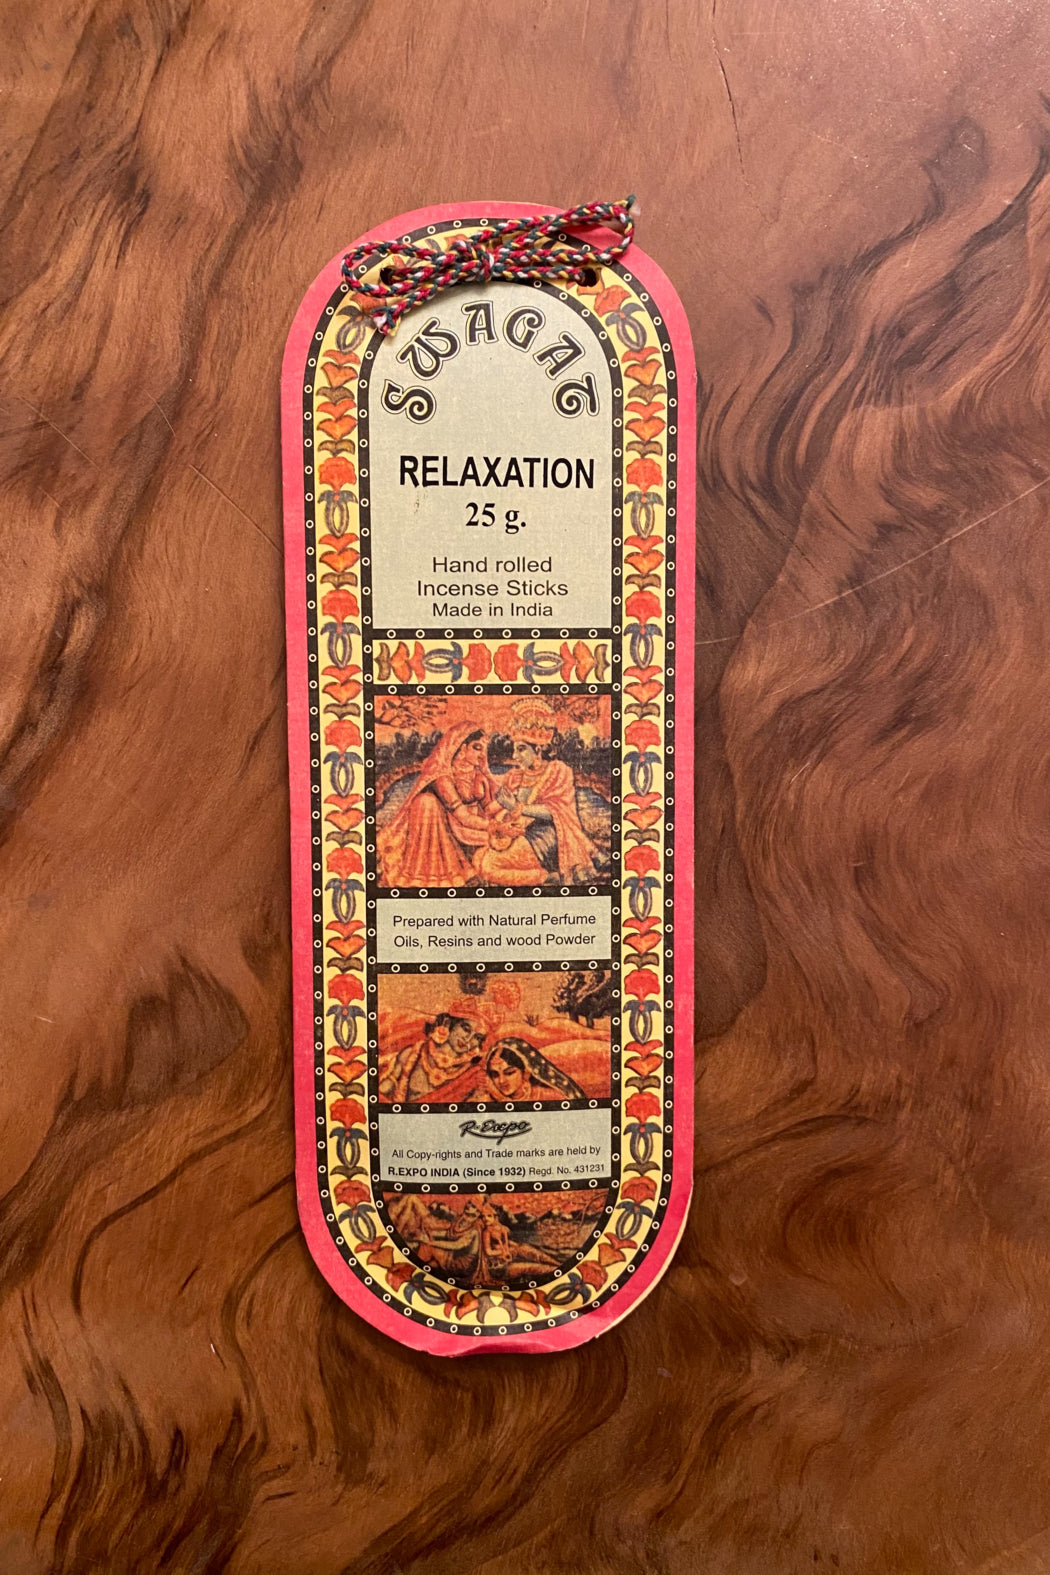 SWAGAT
RELAXATION
25 g.
Hand rolled
Incense Sticks
Made in India
Prepared with Natural Perfume
Oils, Resins and wood Powder
R-Expo
All Copy-rights and Trade marks are held by
R.EXPO INDIA (Since 1932) Regd. No. 431231